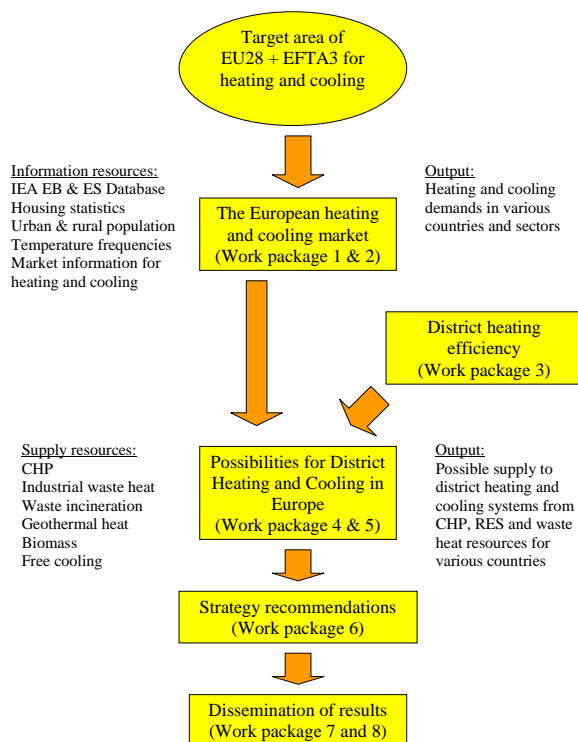 Target area of
EU28 + EFTA3 for
heating and cooling
Information resources:
IEA EB & ES Database
Housing statistics
Urban & rural population
Temperature frequencies
Market information for
heating and cooling
The European heating
and cooling market
(Work package 1 & 2)
Output:
Heating and cooling
demands in various
countries and sectors
District heating
efficiency
(Work package 3)
Supply resources:
CHP
Industrial waste heat
Waste incineration
Geothermal heat
Biomass
Free cooling
Possibilities for District
Heating and Cooling in
Europe
(Work package 4 & 5)
Output:
Possible supply to
district heating and
cooling systems from
CHP, RES and waste
heat resources for
various countries
Strategy recommendations
(Work package 6)
Dissemination of results
(Work package 7 and 8)